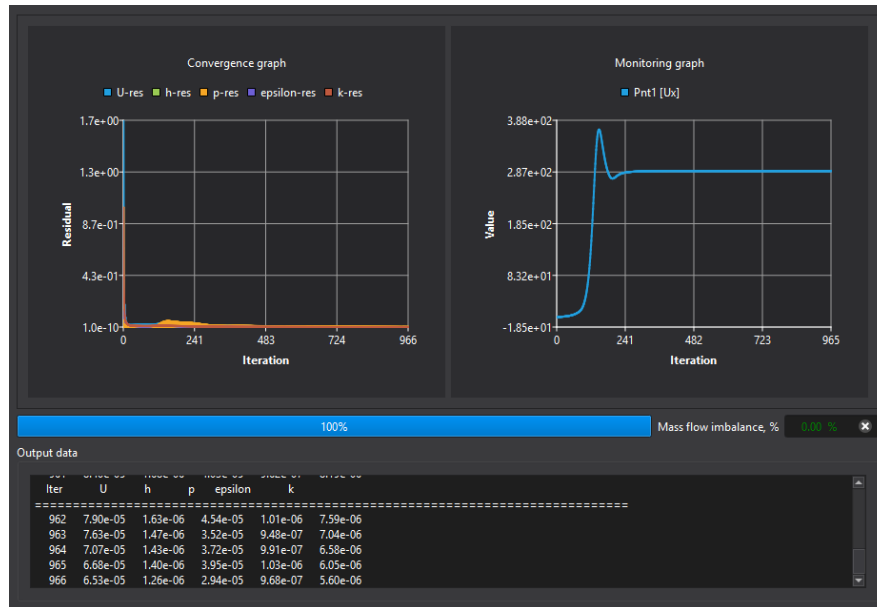 Convergence graph
U-res h-res p-res epsilon-res k-res
1.7e+00
1.3e+00
8.7e-01
4.3e-01
1.0e-10
Residual
0 241 483 724 966
Iteration
Monitoring graph
Pnt1 [Ux]
3.88e+02
2.87e+02
1.85e+02
8.32e+01
-1.85e+01
Value
0 241 482 723 965
Iteration
100% Mass flow imbalance, % 0.00 %
Output data
Iter U h p epsilon k
==============================================================================
962 7.90e-05 1.63e-06 4.54e-05 1.01e-06 7.59e-06
963 7.63e-05 1.47e-06 3.52e-05 9.48e-07 7.04e-06
964 7.07e-05 1.43e-06 3.72e-05 9.91e-07 6.58e-06
965 6.68e-05 1.40e-06 3.95e-05 1.03e-06 6.05e-06
966 6.53e-05 1.26e-06 2.94e-05 9.68e-07 5.60e-06